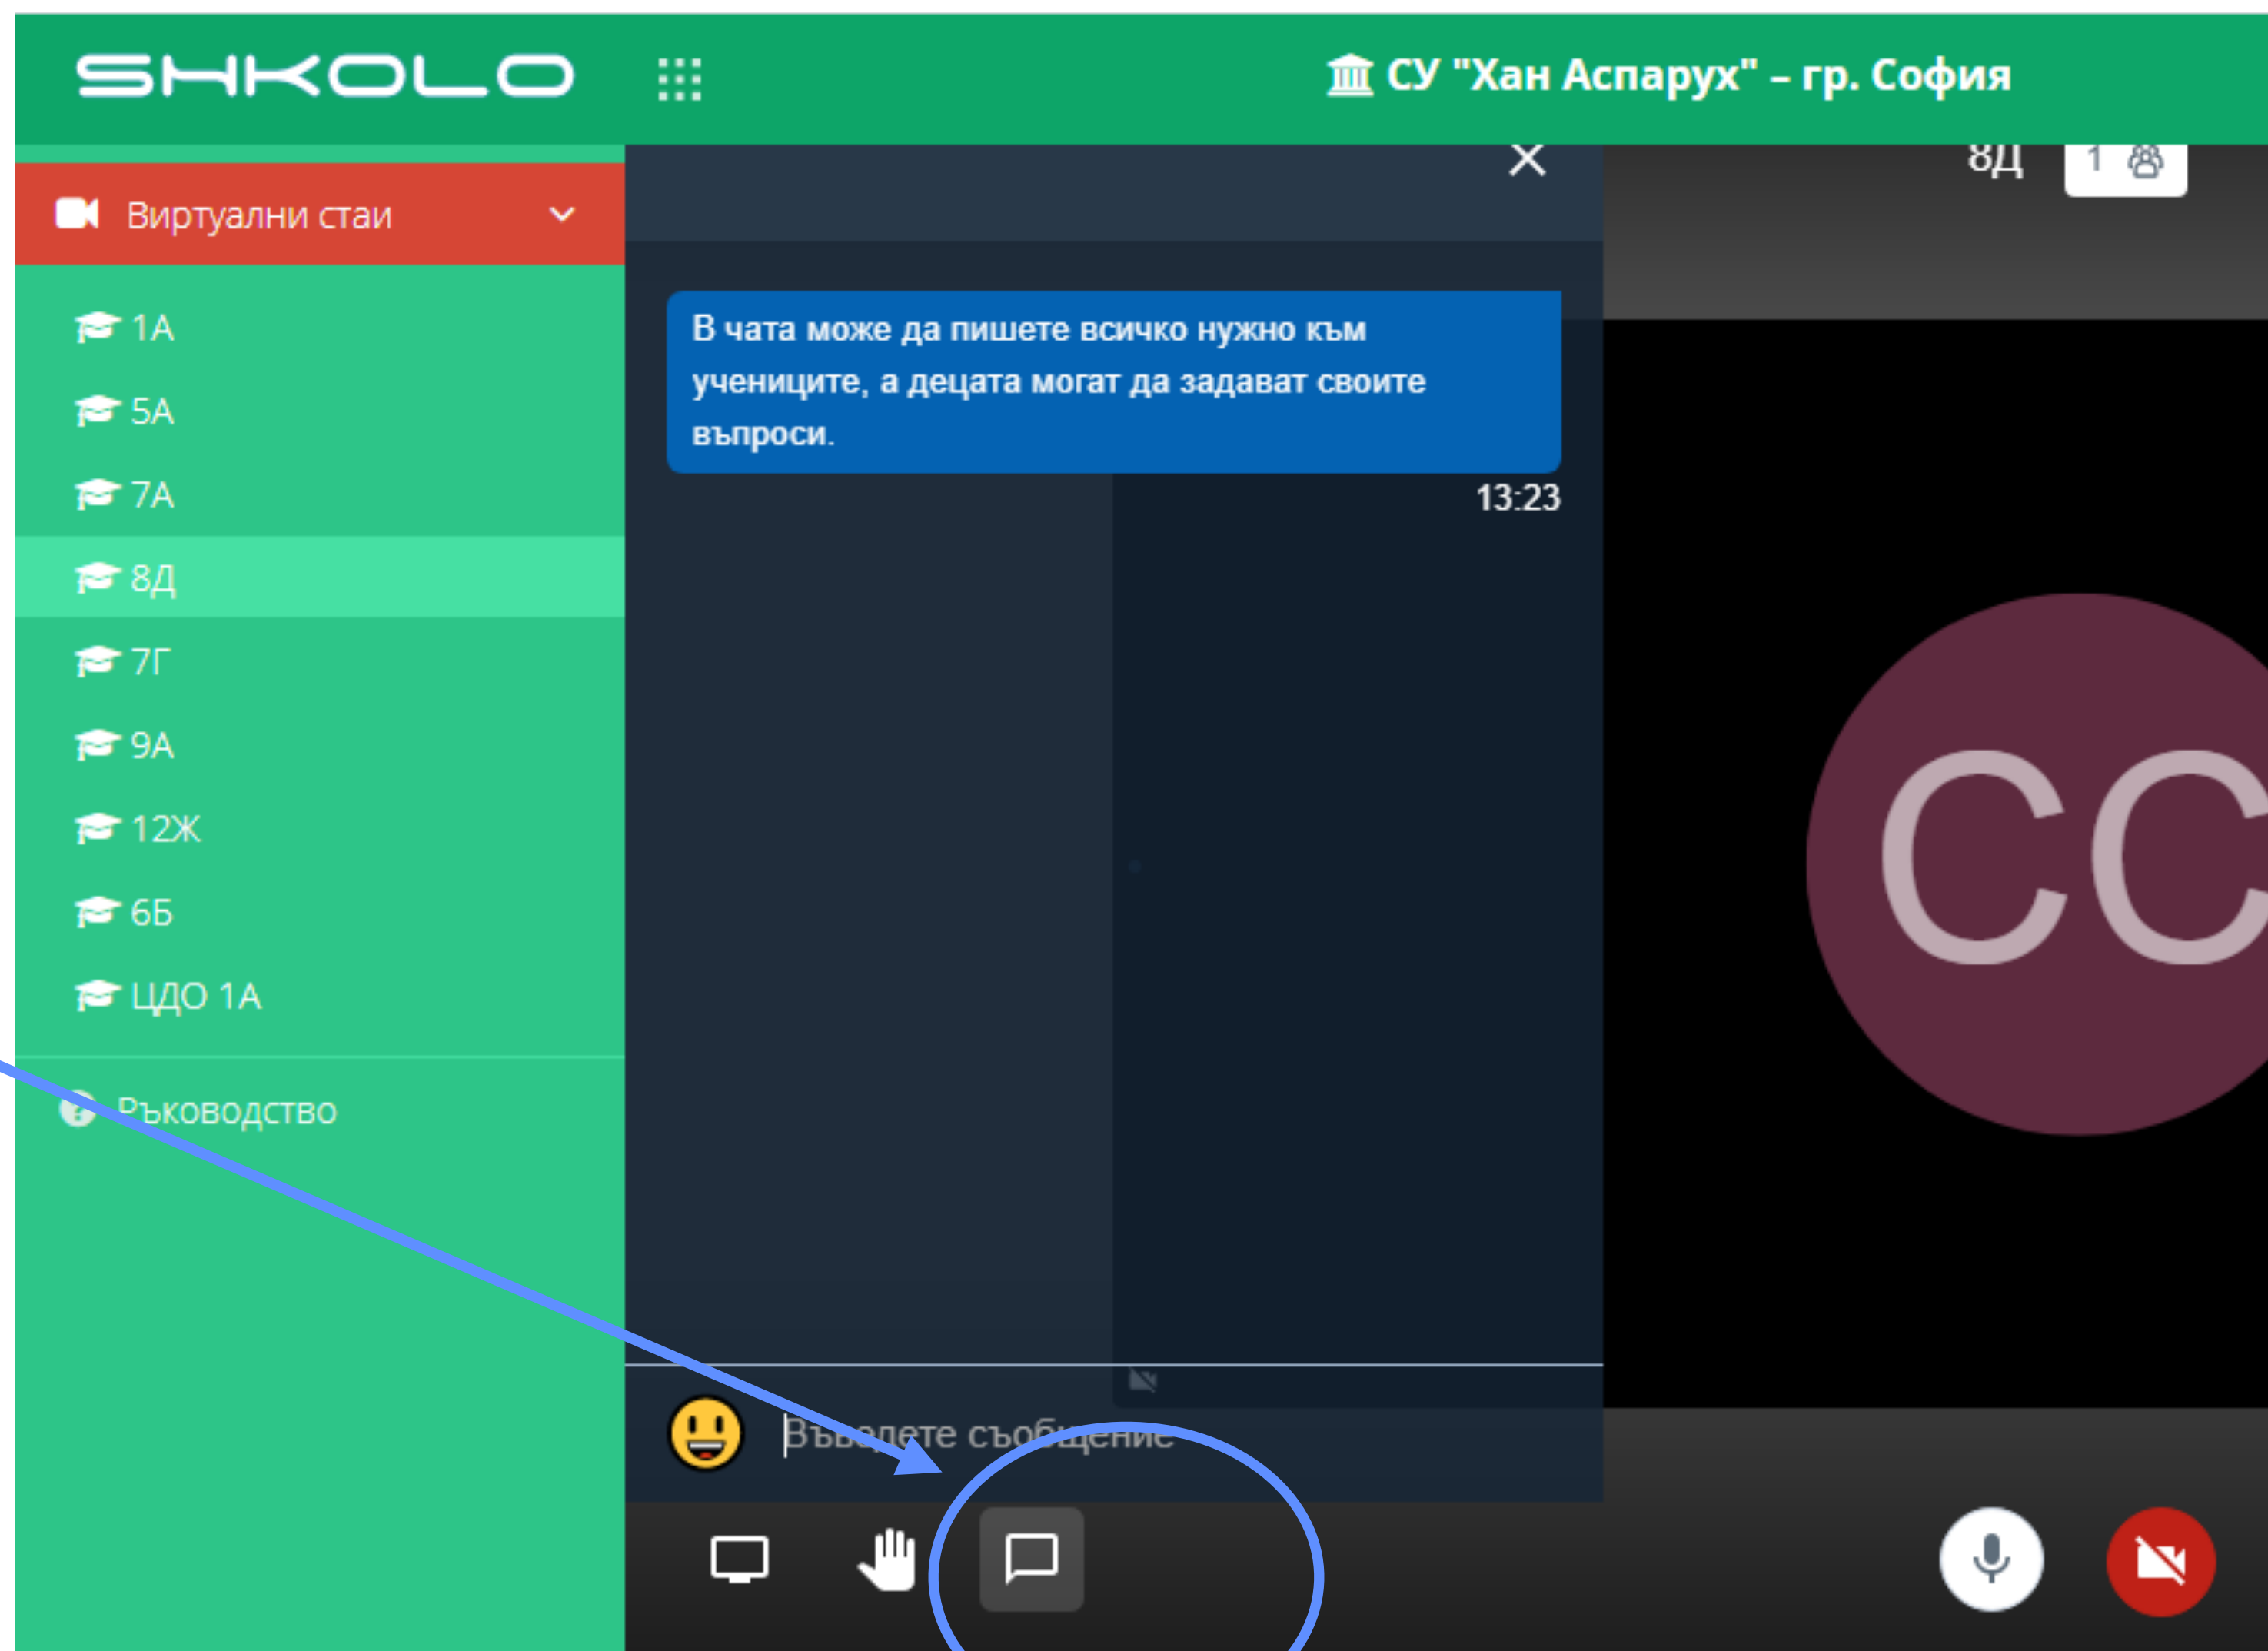 SHKOLO
СУ "Хан Аспарух" – гр. София
Виртуални стаи
1А
5А
7А
8Д
7Г
9А
12Ж
6Б
ЦДО 1А
Ръководство
В чата може да пишете всичко нужно към
учениците, а децата могат да задават своите
въпроси.
13:23
Въведете съобщение
8Д 1
СС